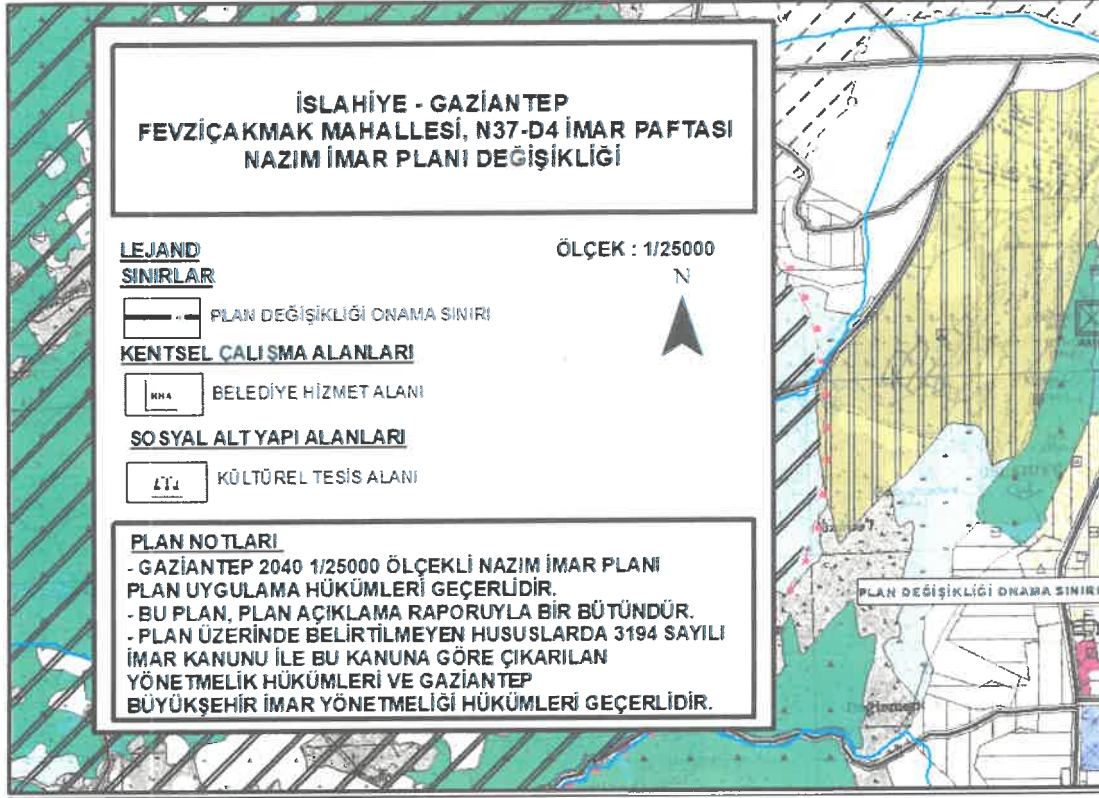 İSLAHİYE - GAZİANTEP
FEVZİÇAKMAK MAHALLESİ, N37-D4 İMAR PAFTASI
NAZIM İMAR PLANI DEĞİŞİKLİĞİ
LEJAND
ÖLÇEK : 1/25000
SINIRLAR
N
PLAN DEĞİŞİKLİĞİ ONAMA SINIRI
KENTSEL ÇALIŞMA ALANLARI
BELEDİYE HİZMET ALANI
SOSYAL ALTYAPI ALANLARI
KÜLTÜREL TESİS ALANI
PLAN NOTLARI
- GAZİANTEP 2040 1/25000 ÖLÇEKLİ NAZIM İMAR PLANI
PLAN UYGULAMA HÜKÜMLERİ GEÇERLİDİR.
- BU PLAN, PLAN AÇIKLAMA RAPORUYLA BİR BÜTÜNDÜR.
- PLAN ÜZERİNDE BELİRTİLMEYEN HUSUSLARDA 3194 SAYILI
İMAR KANUNU İLE BU KANUNA GÖRE ÇIKARILAN
YÖNETMELİK HÜKÜMLERİ VE GAZİANTEP
BÜYÜKŞEHİR İMAR YÖNETMELİĞİ HÜKÜMLERİ GEÇERLİDİR.
PLAN DEĞİŞİKLİĞİ ONAMA SINIRI